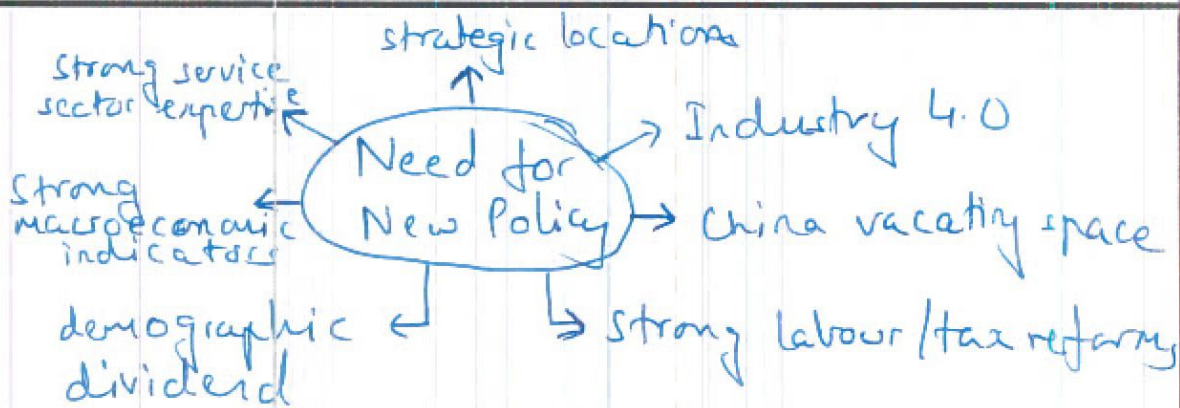 strategic locations
strong service
sector expertise
Industry 4.0
Need for
New Policy
Strong
macroeconomic
indicators
China vacating space
demographic
dividend
strong labour/tax reforms